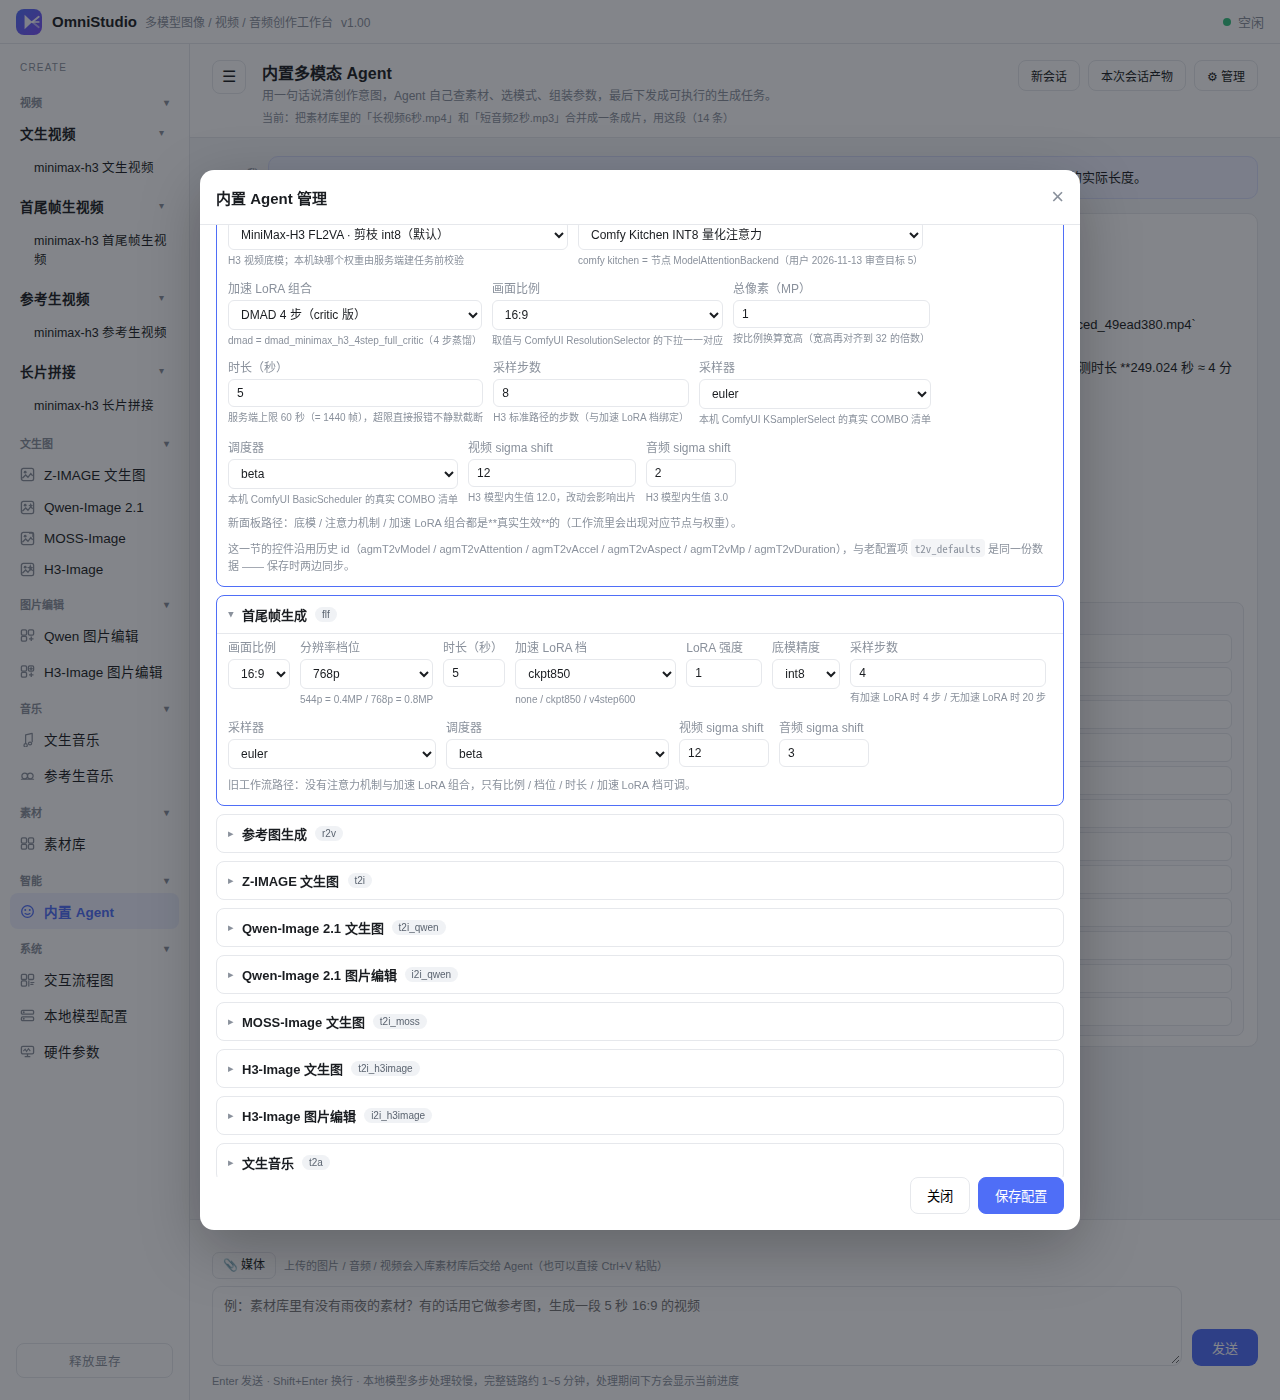 OmniStudio 多模型图像 / 视频 / 音频创作工作台 v1.00
空闲
CREATE
视频
文生视频
minimax-h3 文生视频
首尾帧生视频
minimax-h3 首尾帧生视
频
参考生视频
minimax-h3 参考生视频
长片拼接
minimax-h3 长片拼接
文生图
Z-IMAGE 文生图
Qwen-Image 2.1
MOSS-Image
H3-Image
图片编辑
Qwen 图片编辑
H3-Image 图片编辑
音乐
文生音乐
参考生音乐
素材
素材库
智能
内置 Agent
系统
交互流程图
本地模型配置
硬件参数
释放显存
☰
内置多模态 Agent
用一句话说清创作意图，Agent 自己查素材、选模式、组装参数，最后下发成可执行的生成任务。
当前：把素材库里的「长视频6秒.mp4」和「短音频2秒.mp3」合并成一条成片，用这段（14 条）
新会话
本次会话产物
⚙ 管理
实际长度。
ced_49ead380.mp4`
测时长 **249.024 秒 ≈ 4 分
内置 Agent 管理
×
MiniMax-H3 FL2VA · 剪枝 int8（默认）
Comfy Kitchen INT8 量化注意力
H3 视频底模；本机缺哪个权重由服务端建任务前校验
comfy kitchen = 节点 ModelAttentionBackend（用户 2026-11-13 审查目标 5）
加速 LoRA 组合
画面比例
总像素（MP）
DMAD 4 步（critic 版）
16:9
1
dmad = dmad_minimax_h3_4step_full_critic（4 步蒸馏）
取值与 ComfyUI ResolutionSelector 的下拉一一对应
按比例换算宽高（宽高再对齐到 32 的倍数）
时长（秒）
采样步数
采样器
5
8
euler
服务端上限 60 秒（= 1440 帧），超限直接报错不静默截断
H3 标准路径的步数（与加速 LoRA 档绑定）
本机 ComfyUI KSamplerSelect 的真实 COMBO 清单
调度器
视频 sigma shift
音频 sigma shift
beta
12
2
本机 ComfyUI BasicScheduler 的真实 COMBO 清单
H3 模型内生值 12.0，改动会影响出片
H3 模型内生值 3.0
新面板路径：底模 / 注意力机制 / 加速 LoRA 组合都是**真实生效**的（工作流里会出现对应节点与权重）。
这一节的控件沿用历史 id（agmT2vModel / agmT2vAttention / agmT2vAccel / agmT2vAspect / agmT2vMp / agmT2vDuration），与老配置项 t2v_defaults 是同一份数
据 —— 保存时两边同步。
首尾帧生成 flf
画面比例
分辨率档位
时长（秒）
加速 LoRA 档
LoRA 强度
底模精度
采样步数
16:9
768p
5
ckpt850
1
int8
4
544p = 0.4MP / 768p = 0.8MP
none / ckpt850 / v4step600
有加速 LoRA 时 4 步 / 无加速 LoRA 时 20 步
采样器
调度器
视频 sigma shift
音频 sigma shift
euler
beta
12
3
旧工作流路径：没有注意力机制与加速 LoRA 组合，只有比例 / 档位 / 时长 / 加速 LoRA 档可调。
参考图生成 r2v
Z-IMAGE 文生图 t2i
Qwen-Image 2.1 文生图 t2i_qwen
Qwen-Image 2.1 图片编辑 i2i_qwen
MOSS-Image 文生图 t2i_moss
H3-Image 文生图 t2i_h3image
H3-Image 图片编辑 i2i_h3image
文生音乐 t2a
关闭
保存配置
📎 媒体
上传的图片 / 音频 / 视频会入库素材库后交给 Agent（也可以直接 Ctrl+V 粘贴）
例：素材库里有没有雨夜的素材？有的话用它做参考图，生成一段 5 秒 16:9 的视频
发送
Enter 发送 · Shift+Enter 换行 · 本地模型多步处理较慢，完整链路约 1~5 分钟，处理期间下方会显示当前进度